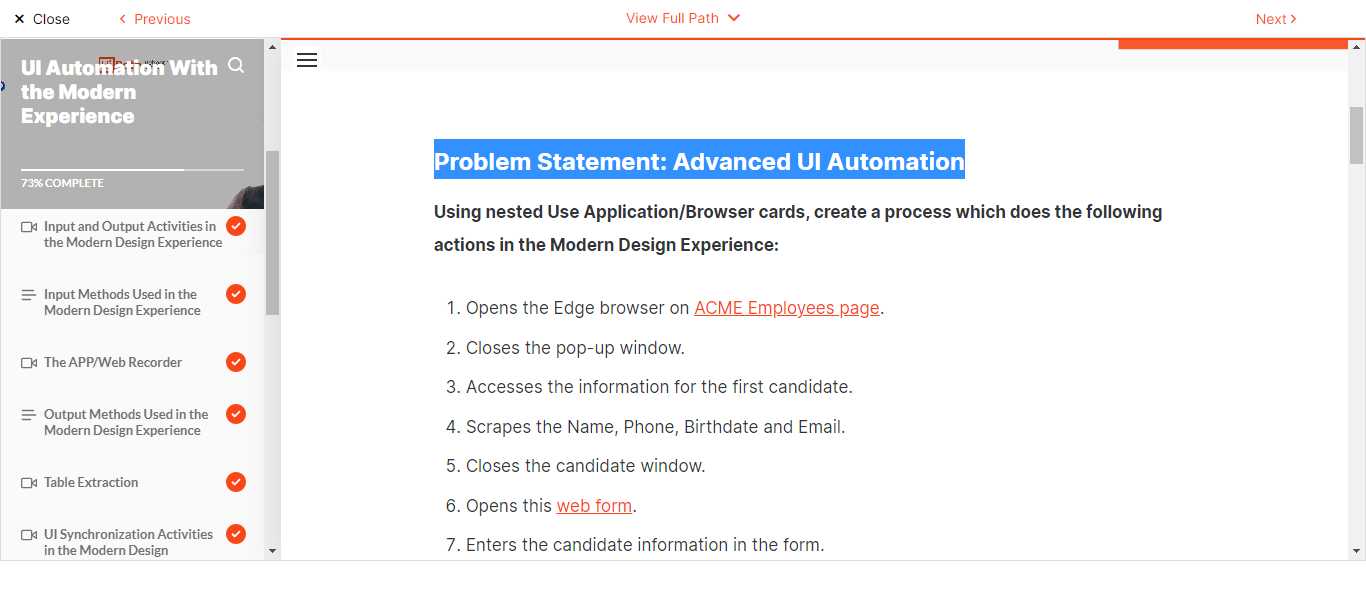 Close
Previous
View Full Path
Next
UI Automation With
the Modern
Experience
73% COMPLETE
Input and Output Activities in
the Modern Design Experience
Input Methods Used in the
Modern Design Experience
The APP/Web Recorder
Output Methods Used in the
Modern Design Experience
Table Extraction
UI Synchronization Activities
in the Modern Design
Problem Statement: Advanced UI Automation
Using nested Use Application/Browser cards, create a process which does the following
actions in the Modern Design Experience:
1. Opens the Edge browser on ACME Employees page.
2. Closes the pop-up window.
3. Accesses the information for the first candidate.
4. Scrapes the Name, Phone, Birthdate and Email.
5. Closes the candidate window.
6. Opens this web form.
7. Enters the candidate information in the form.